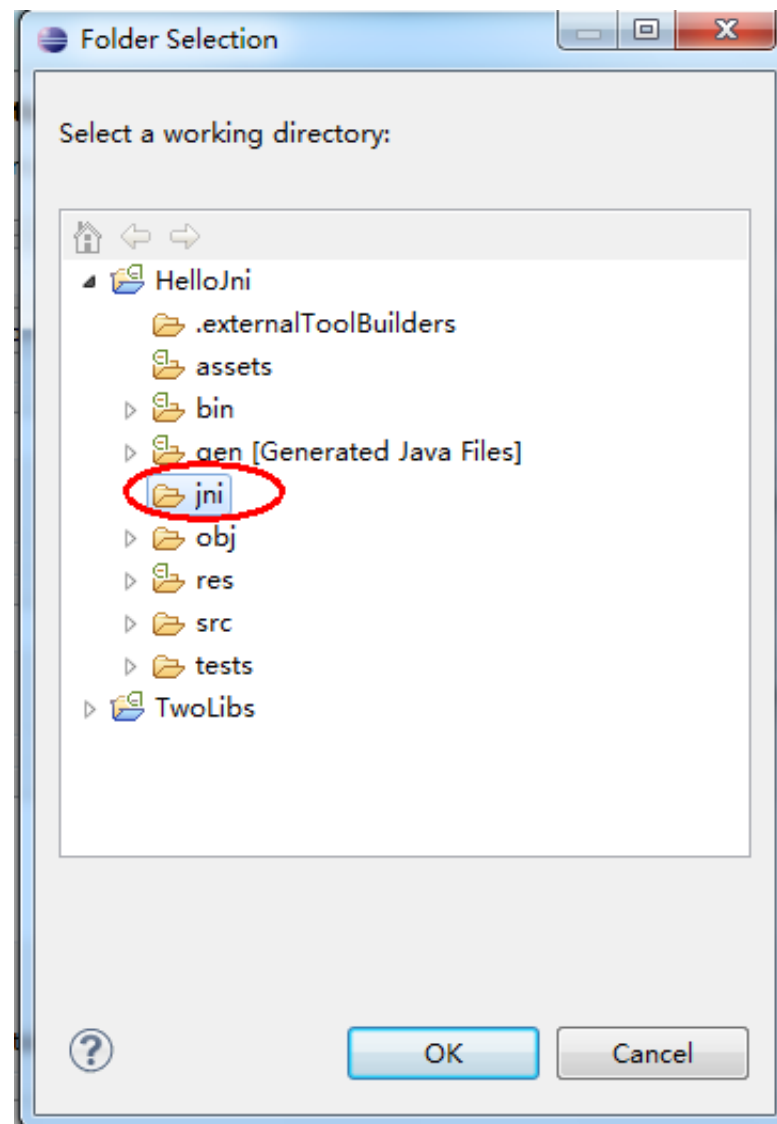 Folder Selection
Select a working directory:
HelloJni
.externalToolBuilders
assets
bin
gen [Generated Java Files]
jni
obj
res
src
tests
TwoLibs
OK Cancel